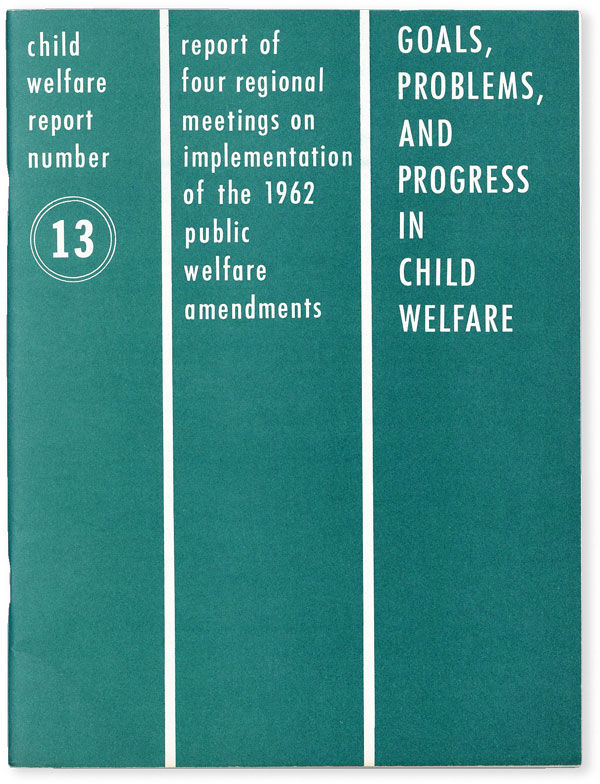 child
welfare
report
number
13
report of
four regional
meetings on
implementation
of the 1962
public
welfare
amendments
GOALS,
PROBLEMS,
AND
PROGRESS
IN
CHILD
WELFARE